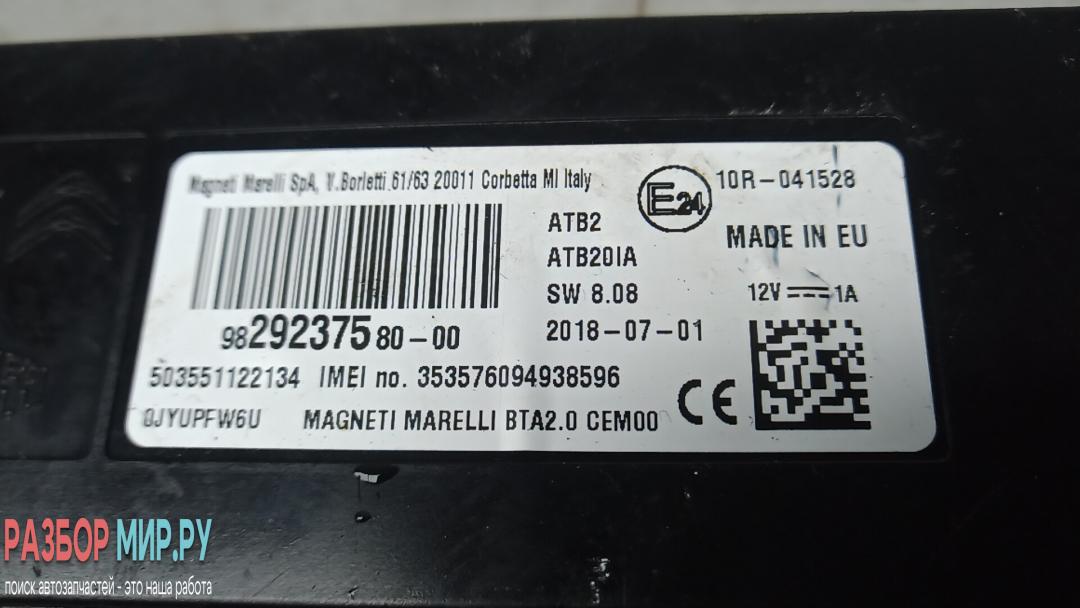 Magneti Marelli SpA, V.Borletti 61/63 20011 Corbetta MI Italy
E24
10R-041528
ATB2
MADE IN EU
ATB20IA
SW 8.08
12V 1A
9829237580-00
2018-07-01
503551122134 IMEI no. 353576094938596
0JYUPFW6U MAGNETI MARELLI BTA2.0 CEM00
CE
РАЗБОР МИР.РУ
поиск автозапчастей - это наша работа